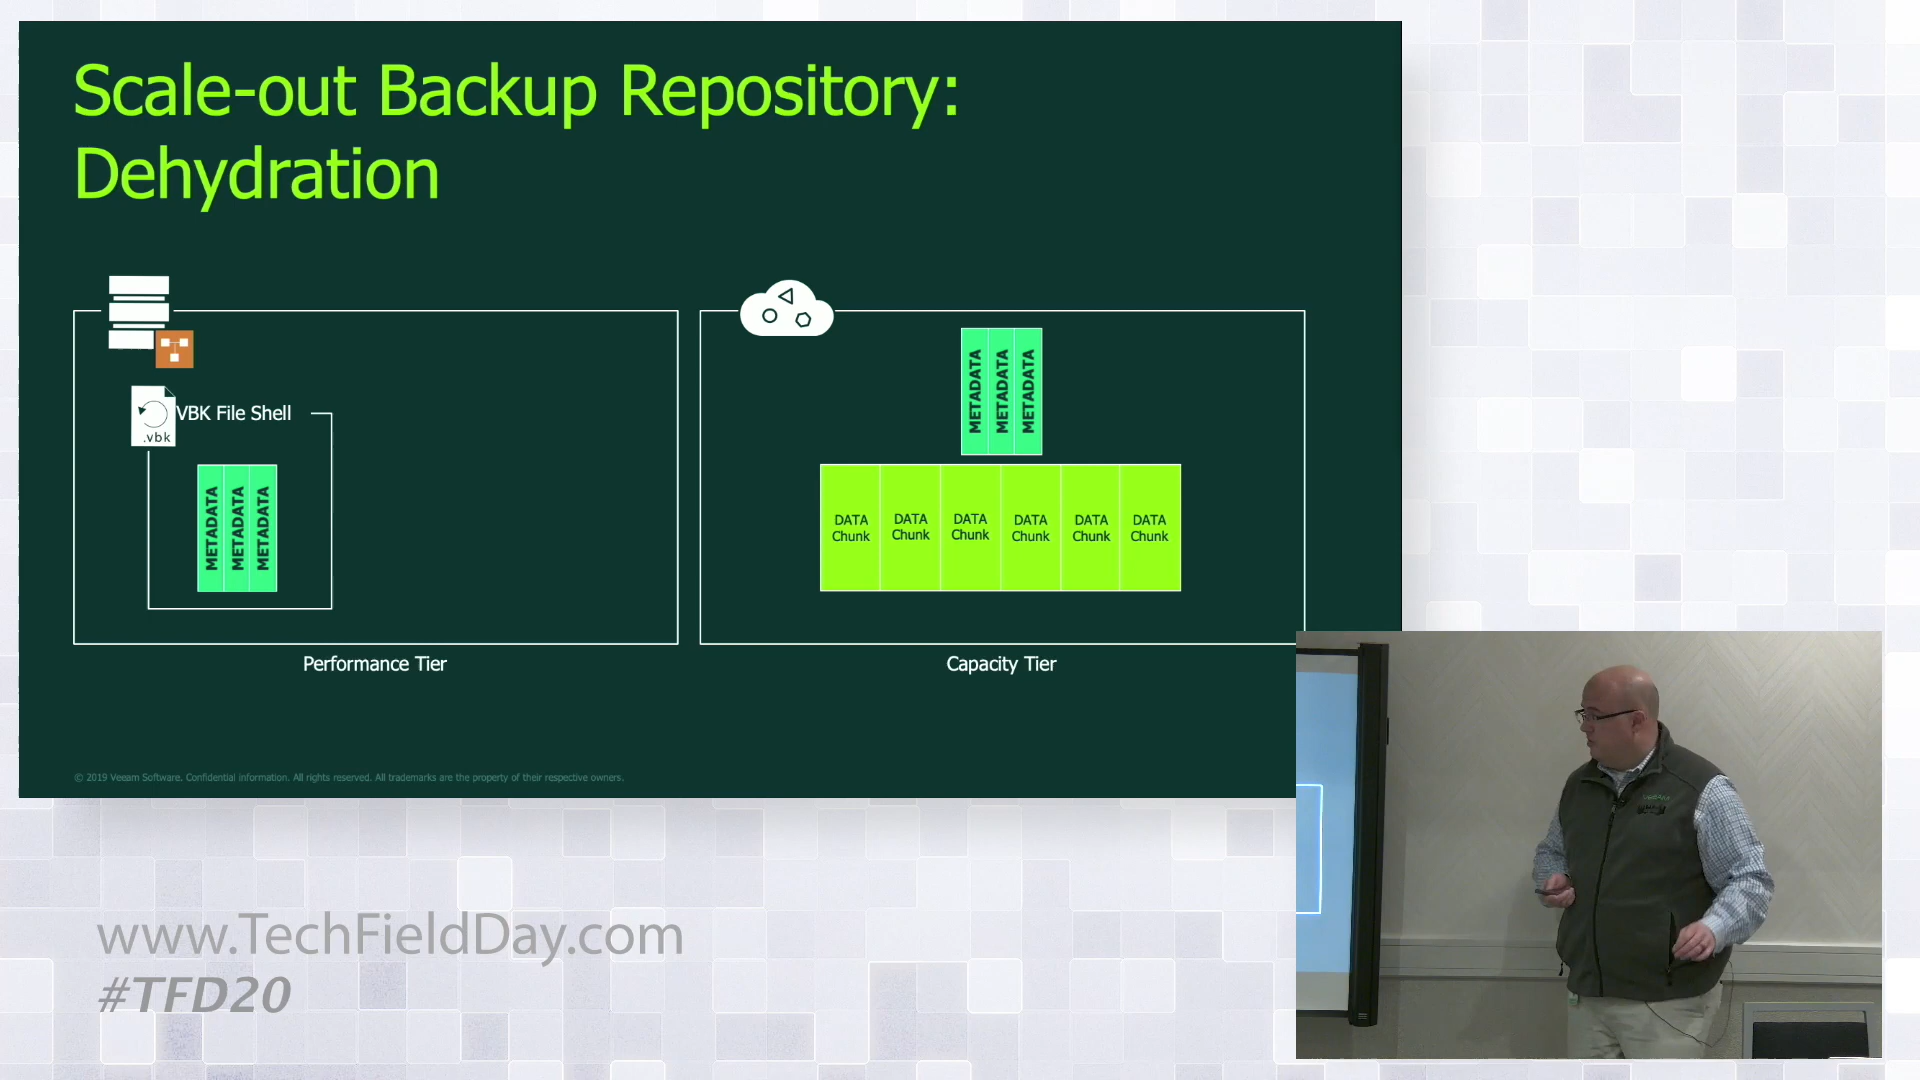 Scale-out Backup Repository:
Dehydration
VBK File Shell
.vbk
METADATA
METADATA
METADATA
Performance Tier
METADATA
METADATA
METADATA
DATA
Chunk
DATA
Chunk
DATA
Chunk
DATA
Chunk
DATA
Chunk
DATA
Chunk
Capacity Tier
© 2019 Veeam Software. Confidential information. All rights reserved. All trademarks are the property of their respective owners.
www.TechFieldDay.com
#TFD20